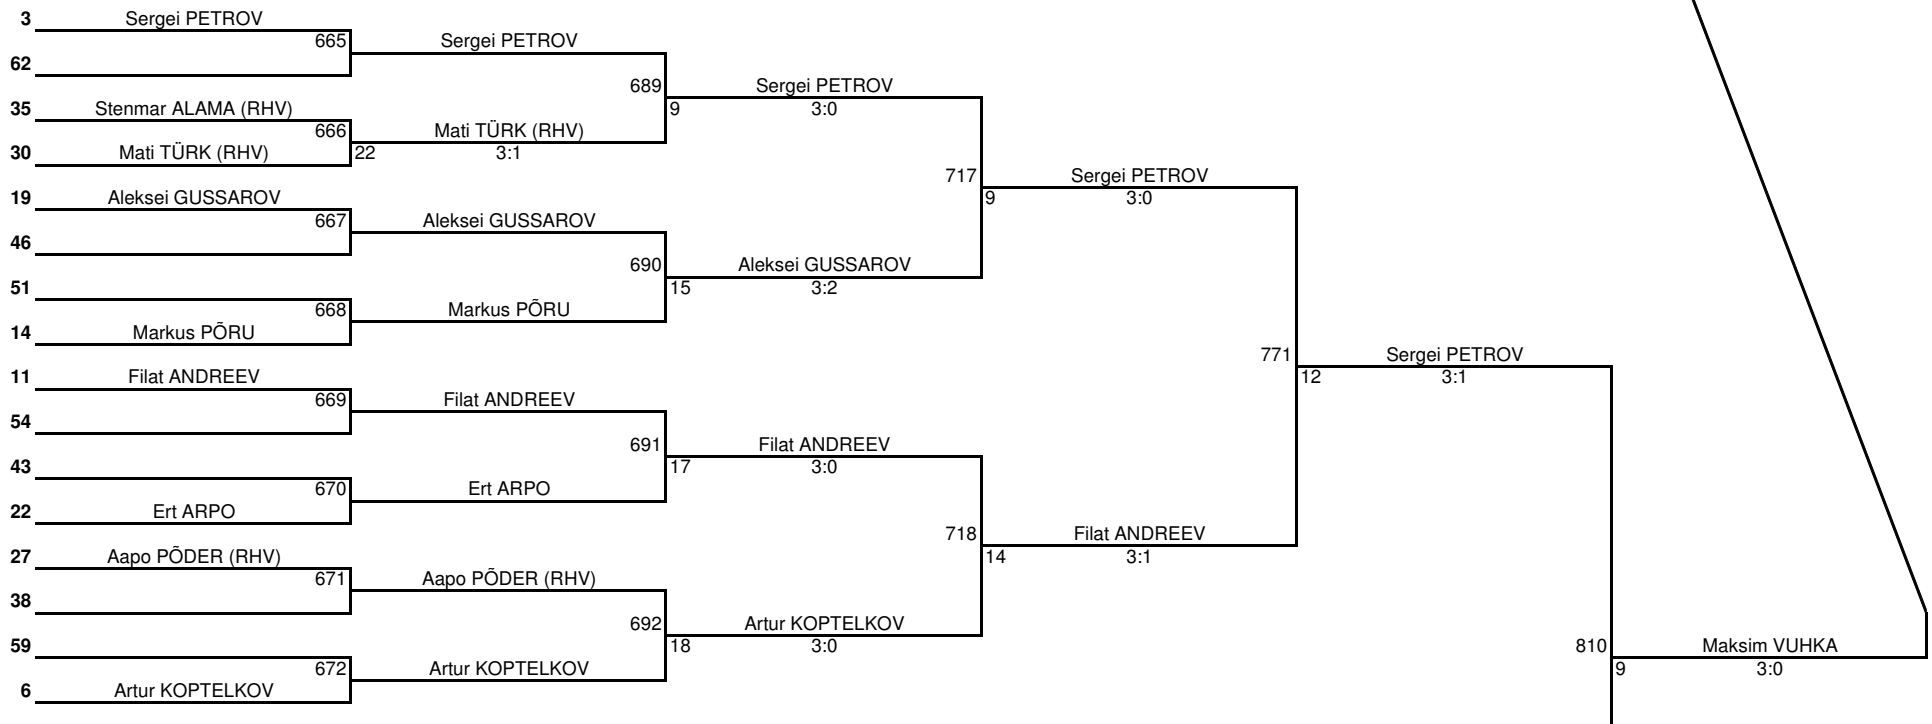 3 Sergei PETROV
665 Sergei PETROV
62
689 Sergei PETROV
35 Stenmar ALAMA (RHV)
9 3:0
666 Mati TÜRK (RHV)
30 Mati TÜRK (RHV)
22 3:1
717 Sergei PETROV
19 Aleksei GUSSAROV
9 3:0
667 Aleksei GUSSAROV
46
690 Aleksei GUSSAROV
51
15 3:2
668 Markus PÕRU
14 Markus PÕRU
771 Sergei PETROV
11 Filat ANDREEV
12 3:1
669 Filat ANDREEV
54
691 Filat ANDREEV
43
17 3:0
670 Ert ARPO
22 Ert ARPO
718 Filat ANDREEV
27 Aapo PÕDER (RHV)
14 3:1
671 Aapo PÕDER (RHV)
38
692 Artur KOPTELKOV
59
18 3:0
810 Maksim VUHKA
672 Artur KOPTELKOV
9 3:0
6 Artur KOPTELKOV